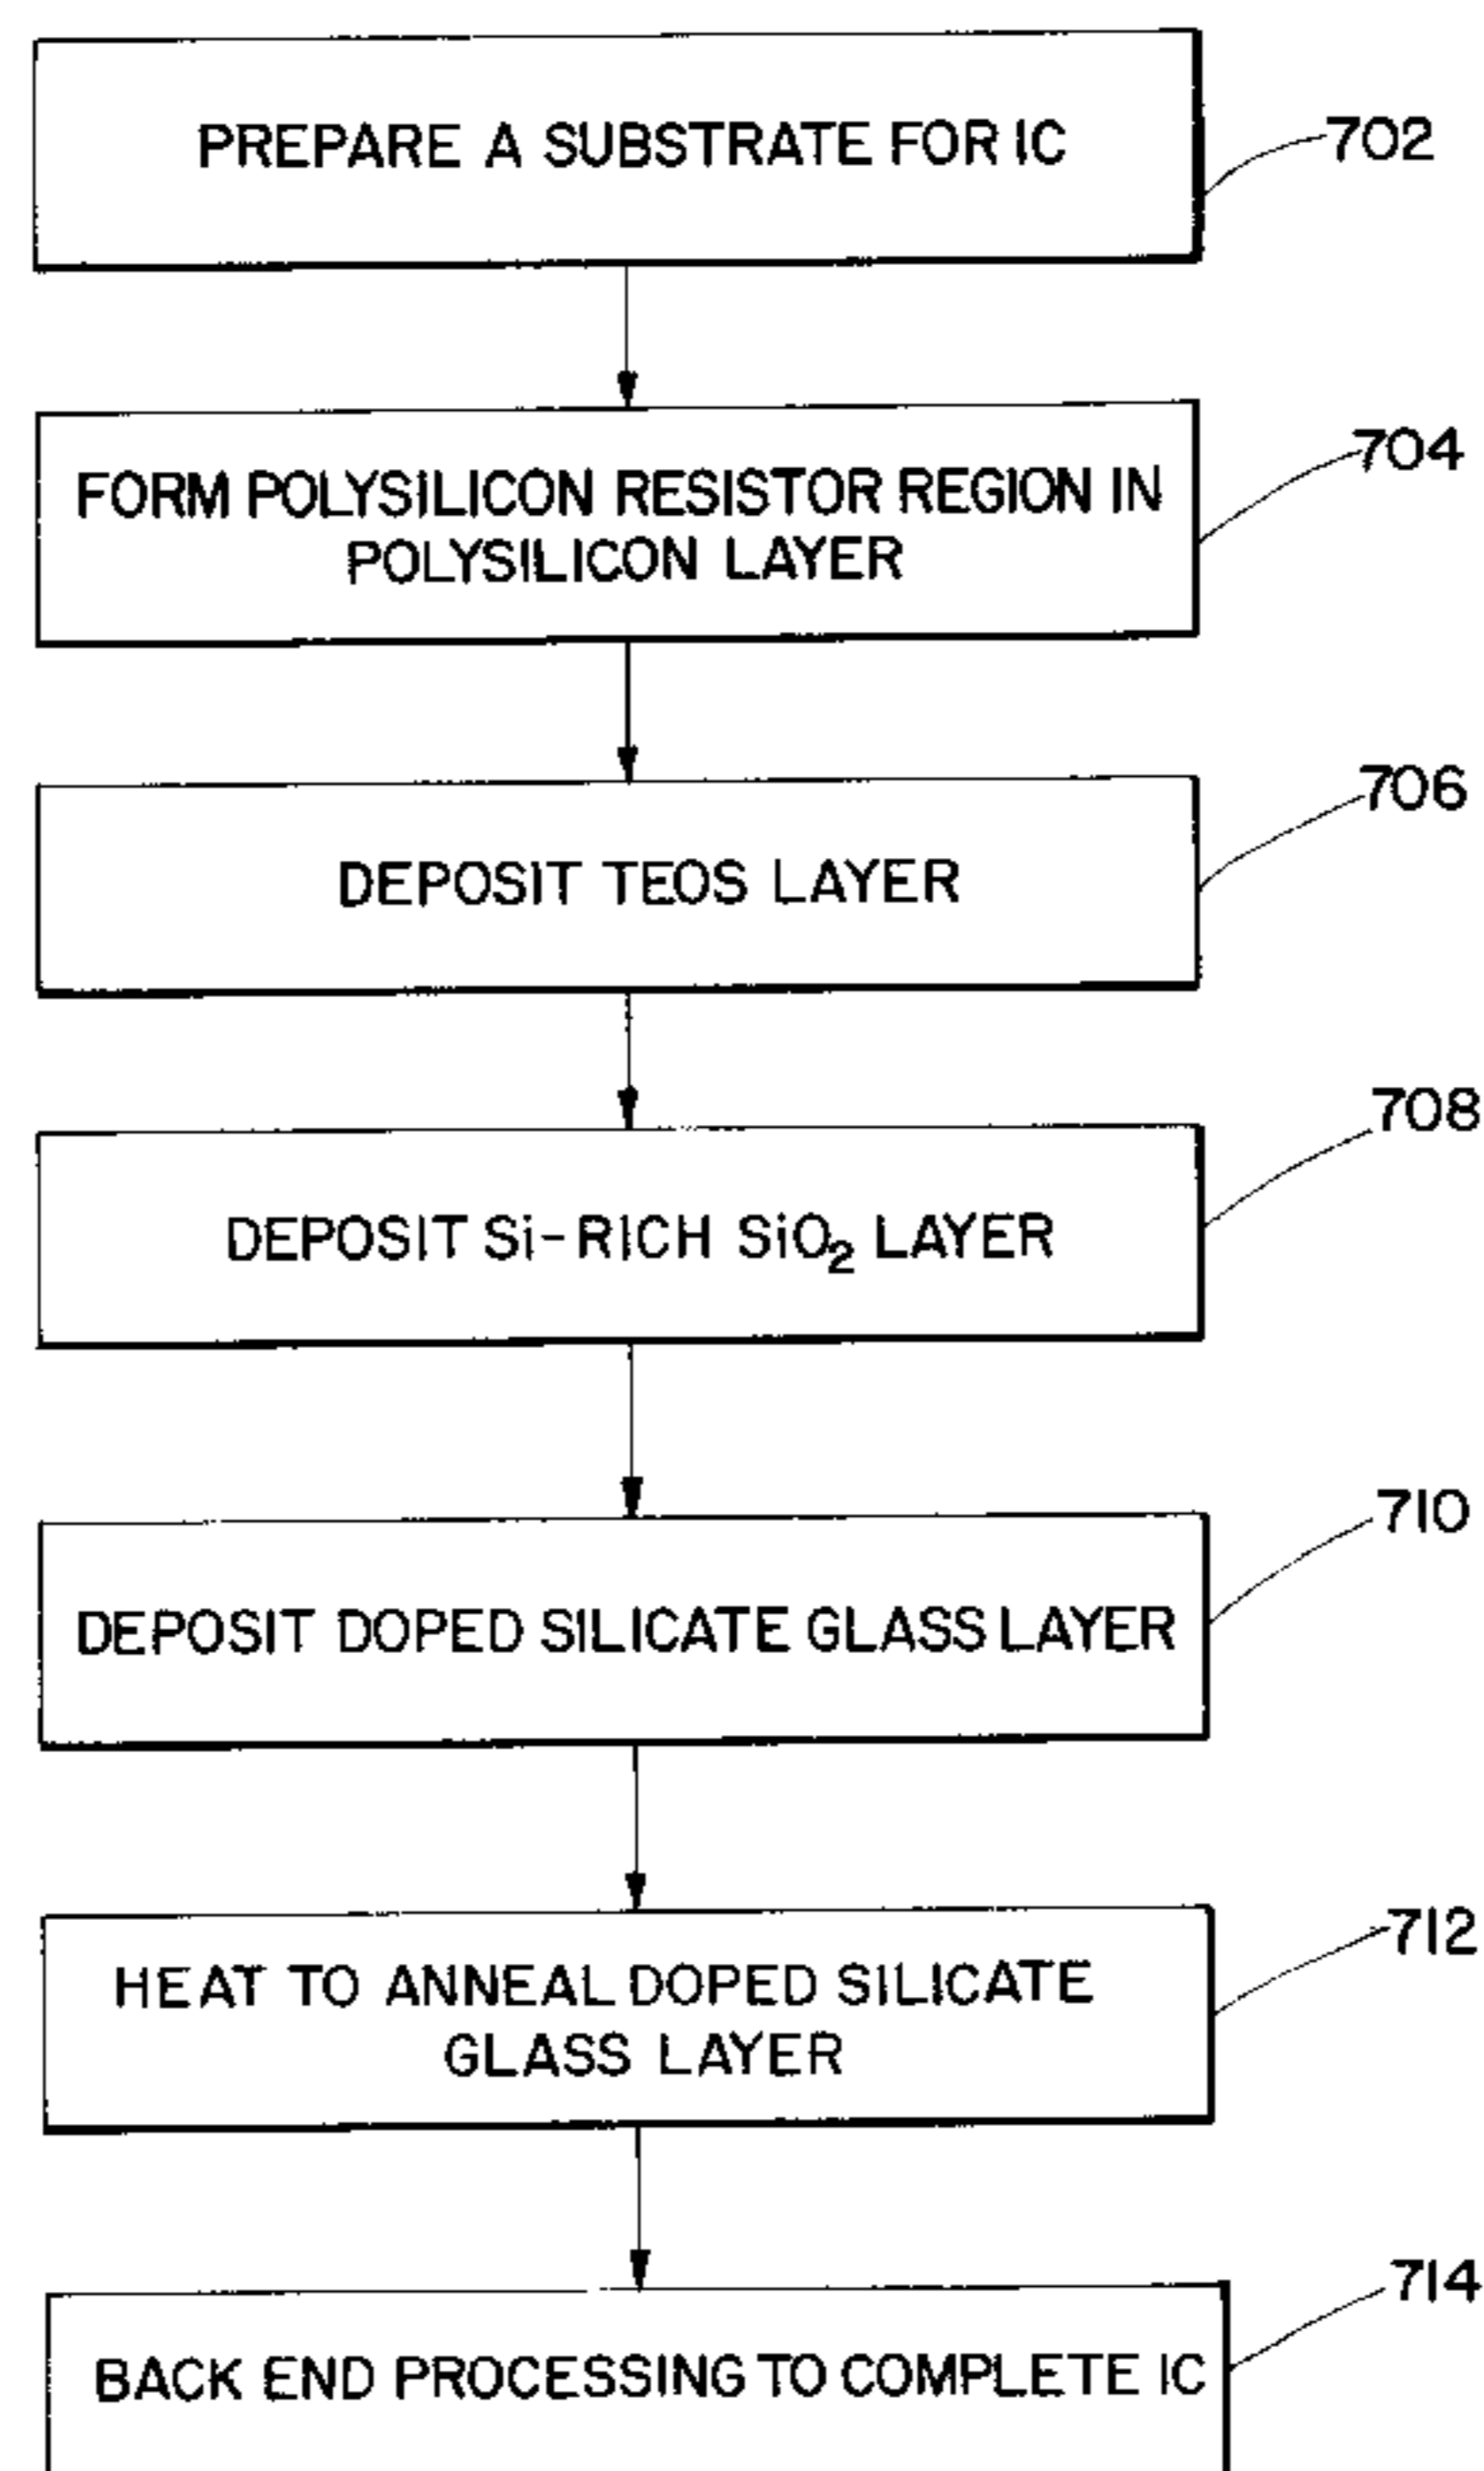 PREPARE A SUBSTRATE FOR IC
702
FORM POLYSILICON RESISTOR REGION IN
POLYSILICON LAYER
704
DEPOSIT TEOS LAYER
706
DEPOSIT Si-RICH SiO₂ LAYER
708
DEPOSIT DOPED SILICATE GLASS LAYER
710
HEAT TO ANNEAL DOPED SILICATE
GLASS LAYER
712
BACK END PROCESSING TO COMPLETE IC
714